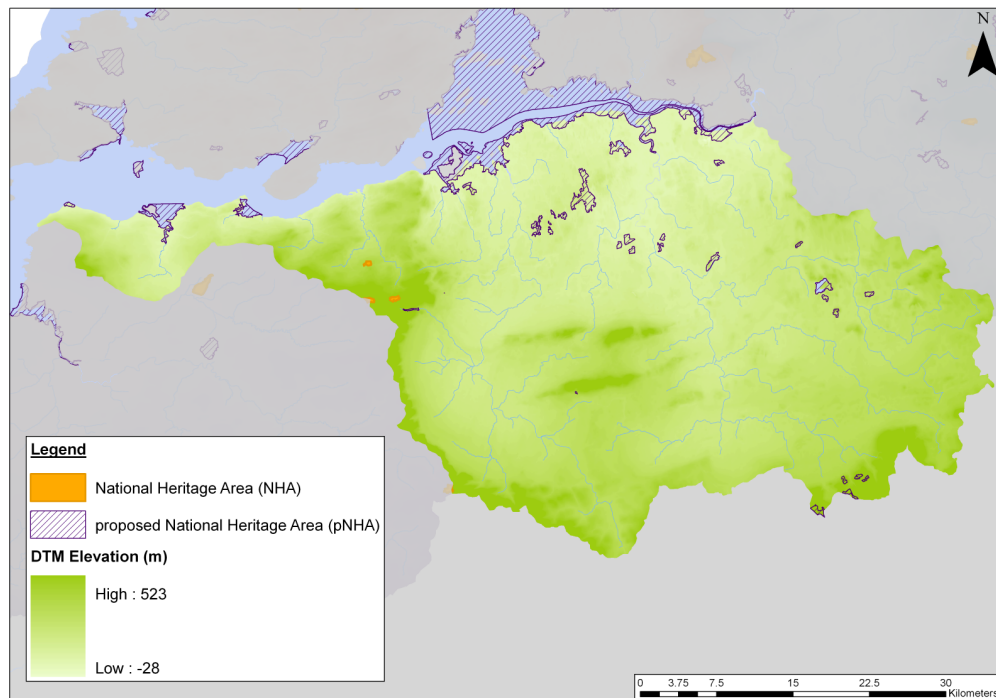 N
Legend
National Heritage Area (NHA)
proposed National Heritage Area (pNHA)
DTM Elevation (m)
High : 523
Low : -28
0 3.75 7.5 15 22.5 30
Kilometers